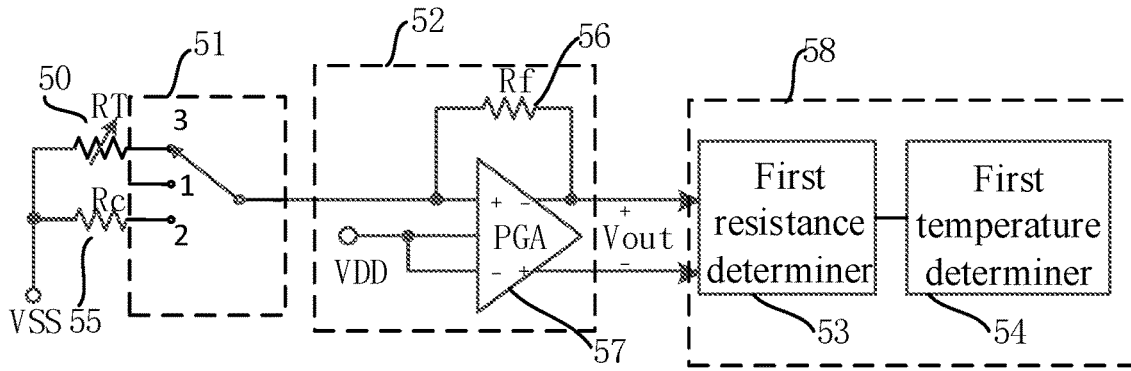 52
56
51
58
50
Rf
RT
3
First
resistance
determiner
First
temperature
determiner
1
+
−
+
Rc
PGA
Vout
2
VDD
−
+
−
VSS
55
57
53
54